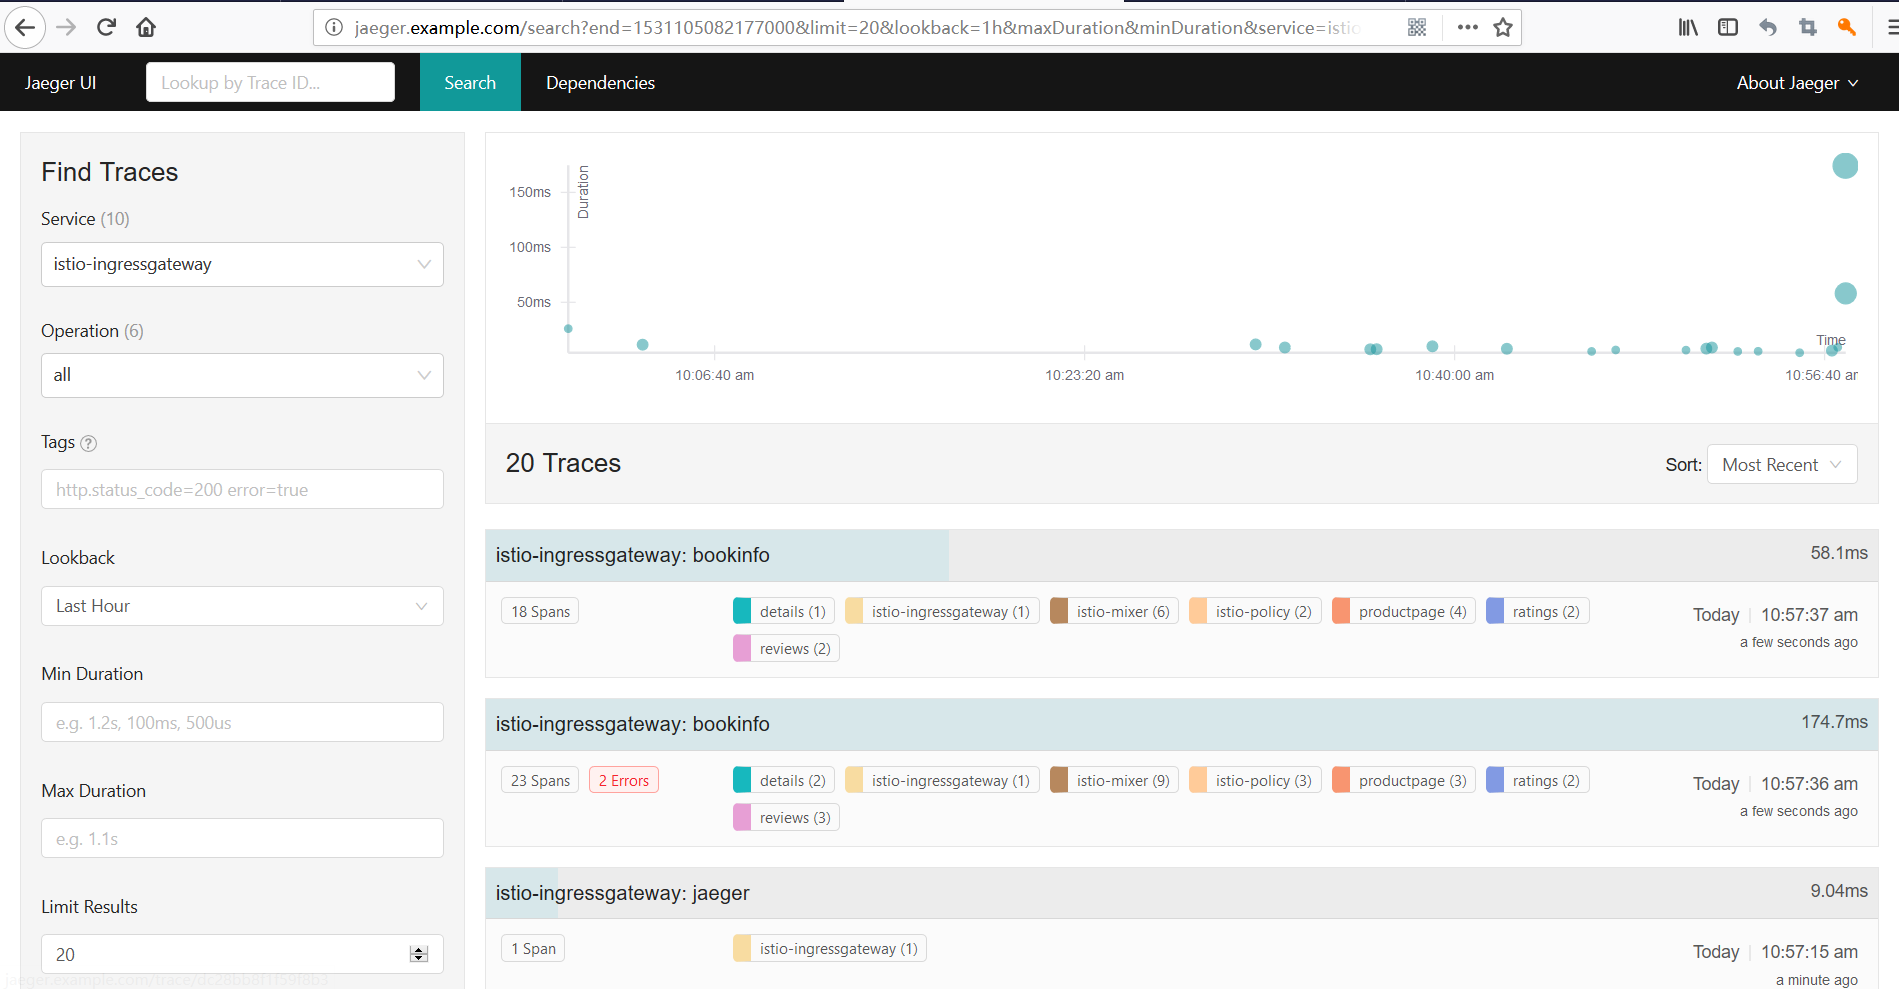 jaeger.example.com/search?end=1531105082177000&limit=20&lookback=1h&maxDuration&minDuration&service=istio
Jaeger UI
Lookup by Trace ID...
Search
Dependencies
About Jaeger
Find Traces
Service (10)
istio-ingressgateway
Operation (6)
all
Tags ?
http.status_code=200 error=true
Lookback
Last Hour
Min Duration
e.g. 1.2s, 100ms, 500us
Max Duration
e.g. 1.1s
Limit Results
20
jaeger.example.com/trace/dc28bb8f1f59f8b3
Duration
150ms
100ms
50ms
Time
10:06:40 am
10:23:20 am
10:40:00 am
10:56:40 ar
20 Traces
Sort: Most Recent
istio-ingressgateway: bookinfo
58.1ms
18 Spans
details (1)
istio-ingressgateway (1)
istio-mixer (6)
istio-policy (2)
productpage (4)
ratings (2)
reviews (2)
Today | 10:57:37 am
a few seconds ago
istio-ingressgateway: bookinfo
174.7ms
23 Spans
2 Errors
details (2)
istio-ingressgateway (1)
istio-mixer (9)
istio-policy (3)
productpage (3)
ratings (2)
reviews (3)
Today | 10:57:36 am
a few seconds ago
istio-ingressgateway: jaeger
9.04ms
1 Span
istio-ingressgateway (1)
Today | 10:57:15 am
a minute ago